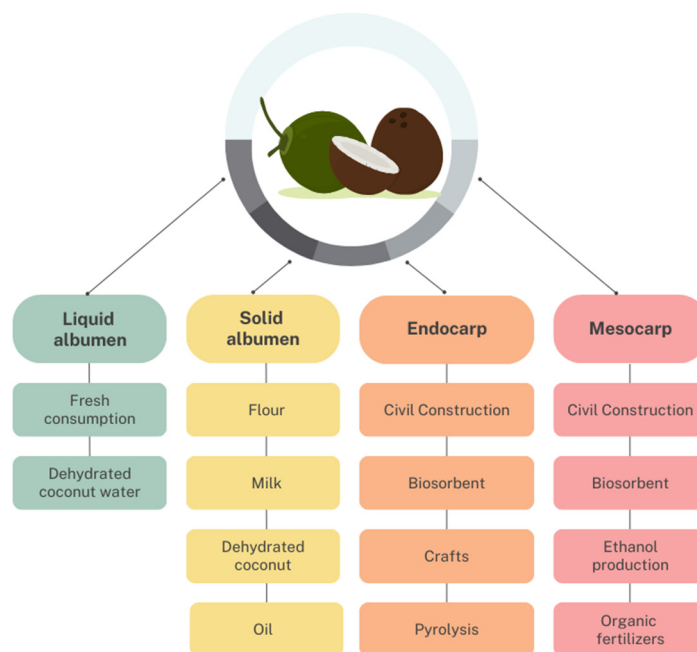 Liquid
albumen
Fresh
consumption
Dehydrated
coconut water
Solid
albumen
Flour
Milk
Dehydrated
coconut
Oil
Endocarp
Civil Construction
Biosorbent
Crafts
Pyrolysis
Mesocarp
Civil Construction
Biosorbent
Ethanol
production
Organic
fertilizers